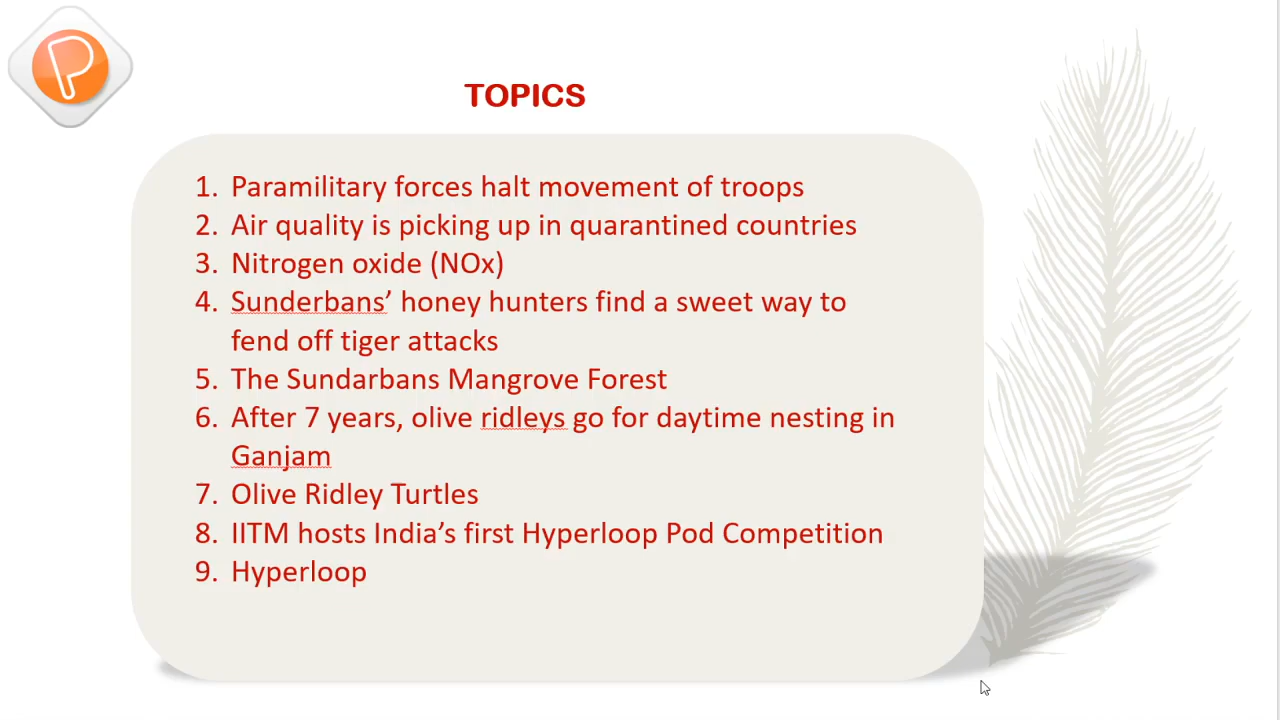 P
TOPICS
1. Paramilitary forces halt movement of troops
2. Air quality is picking up in quarantined countries
3. Nitrogen oxide (NOx)
4. Sunderbans’ honey hunters find a sweet way to
fend off tiger attacks
5. The Sundarbans Mangrove Forest
6. After 7 years, olive ridleys go for daytime nesting in
Ganjam
7. Olive Ridley Turtles
8. IITM hosts India’s first Hyperloop Pod Competition
9. Hyperloop